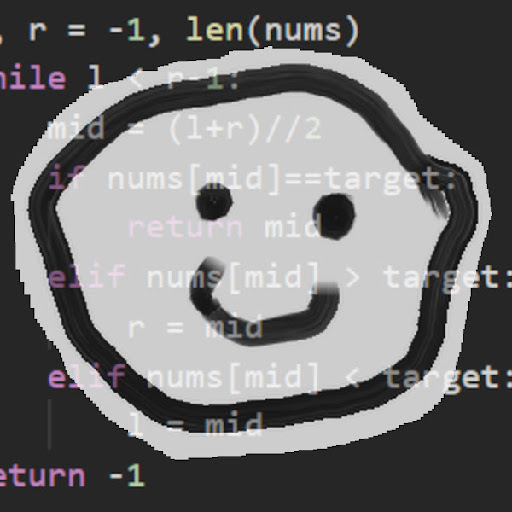 , r = -1, len(nums)
hile l < r-1:
mid = (l+r)//2
if nums[mid]==target:
return mid
elif nums[mid] > target:
r = mid
elif nums[mid] < target:
l = mid
eturn -1